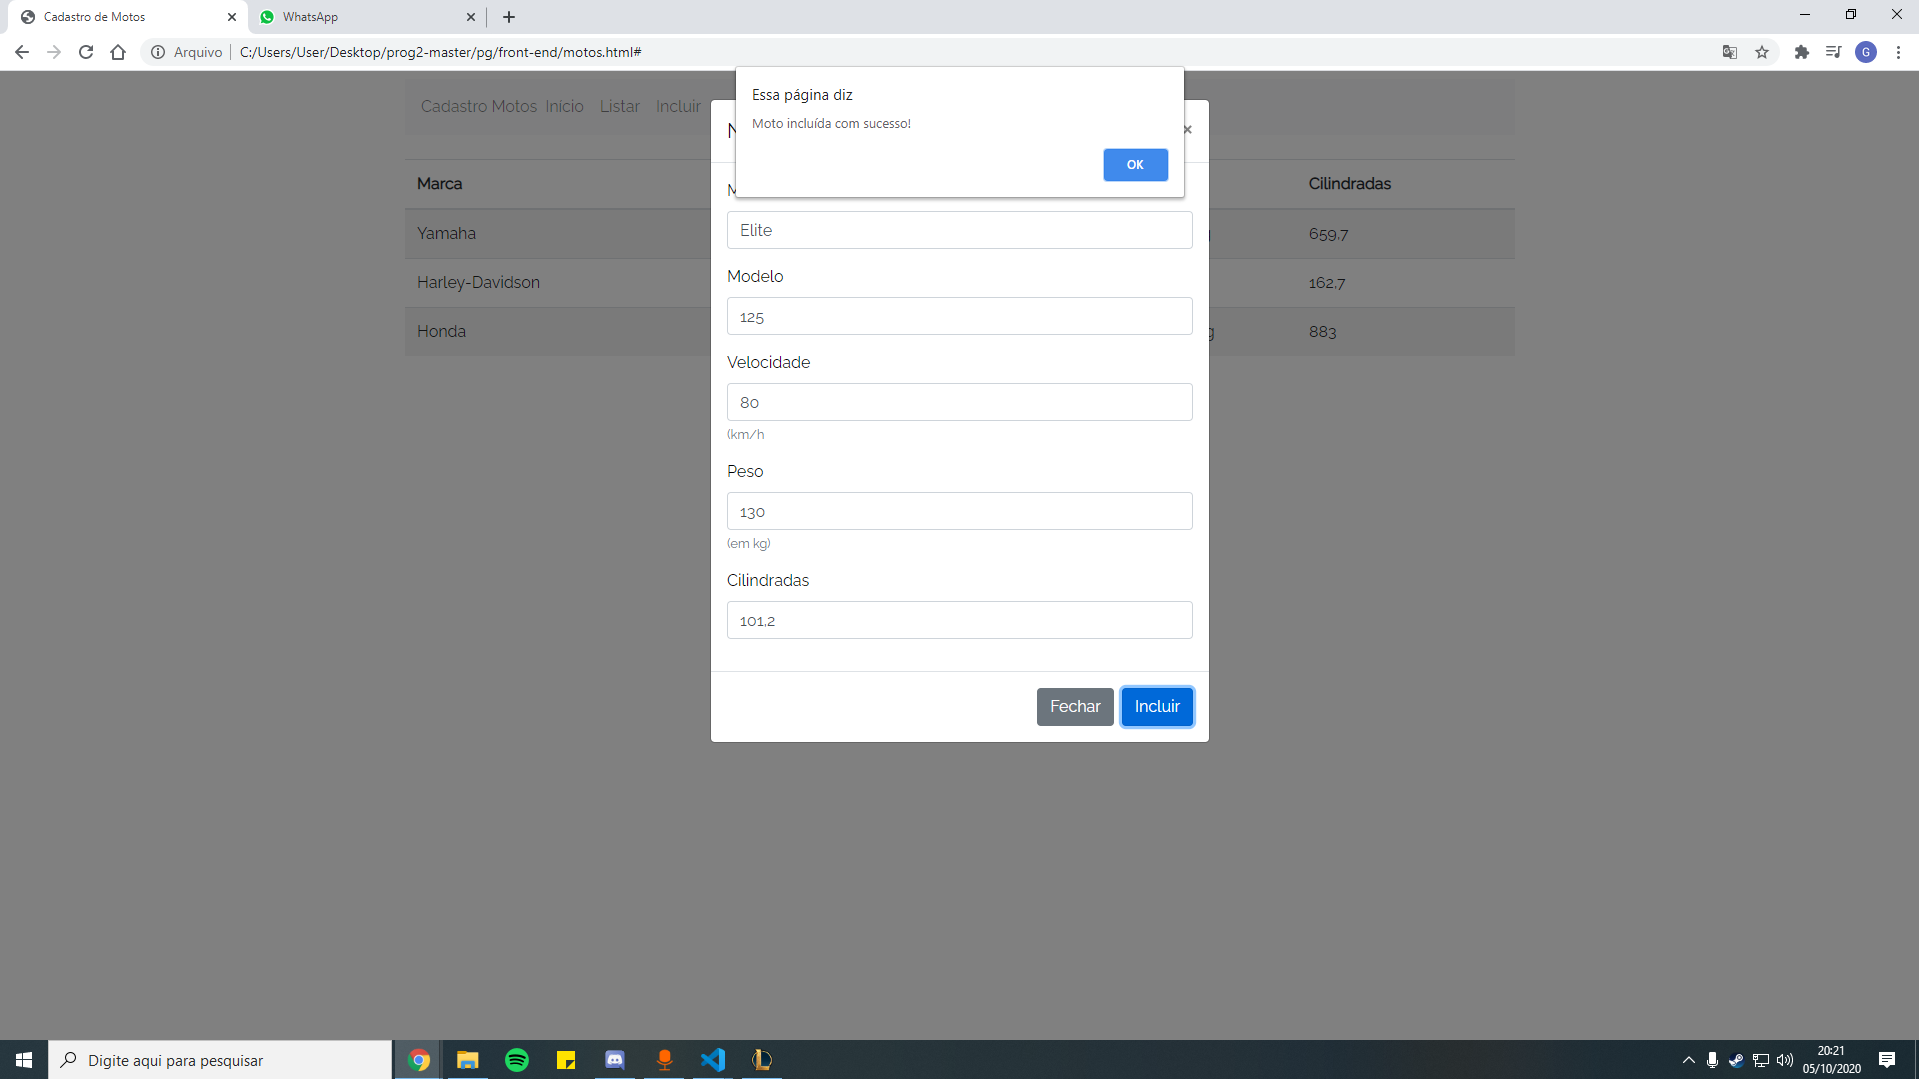 Cadastro de Motos
WhatsApp
Arquivo
C:/Users/User/Desktop/prog2-master/pg/front-end/motos.html#
G
Essa página diz
Moto incluída com sucesso!
OK
Cadastro Motos Início Listar Incluir
N
×
Marca
M
Cilindradas
Yamaha
Elite
g
659,7
Harley-Davidson
Modelo
162,7
Honda
125
g
883
Velocidade
80
(km/h
Peso
130
(em kg)
Cilindradas
101,2
Fechar
Incluir
Digite aqui para pesquisar
20:21
05/10/2020